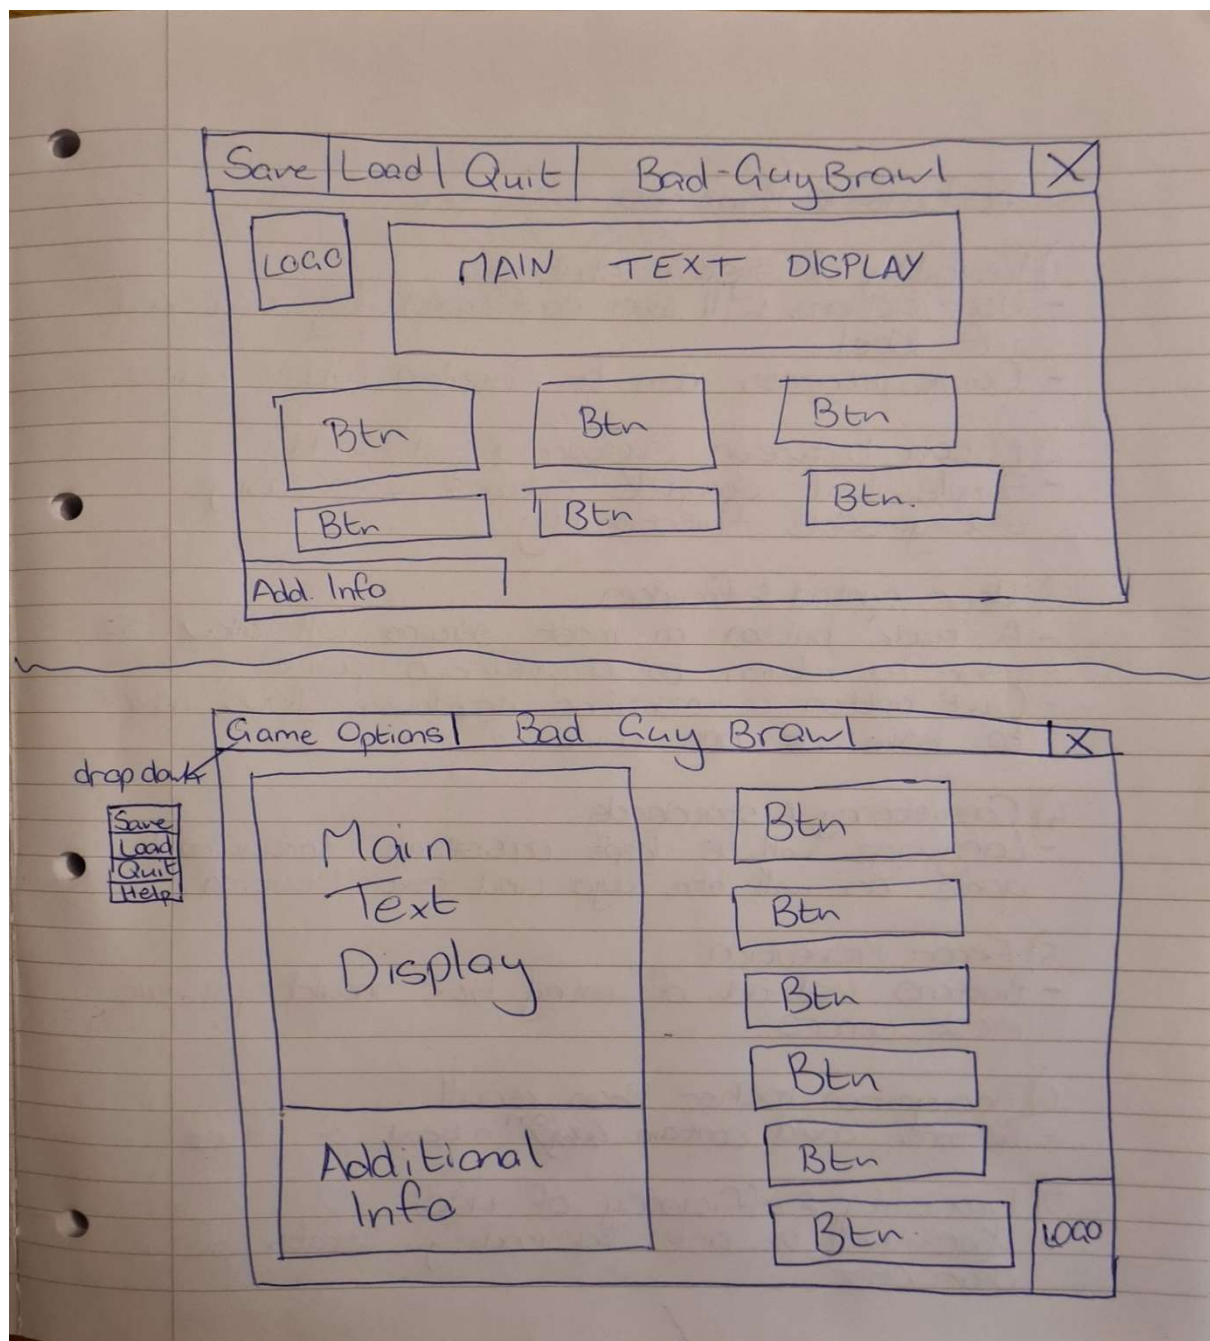 Save Load Quit Bad-Guy Brawl X
LOGO MAIN TEXT DISPLAY
Btn Btn Btn
Btn Btn Btn.
Add. Info
Game Options Bad Guy Brawl X
drop down
Save
Load
Quit
Help
Main
Text
Display
Btn
Btn
Btn
Btn
Additional
Info
Btn
Btn
LOGO